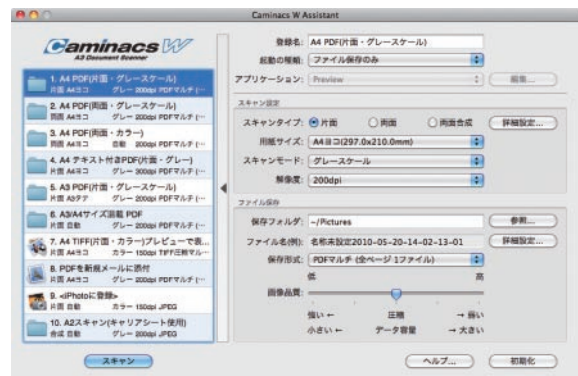 Caminacs W Assistant
Caminacs W
A3 Document Scanner
1. A4 PDF(片面・グレースケール)
片面 A4ヨコ グレー 200dpi PDFマルチ (…
2. A4 PDF(両面・グレースケール)
両面 A4ヨコ グレー 200dpi PDFマルチ (…
3. A4 PDF(両面・カラー)
両面 A4ヨコ 自動 200dpi PDFマルチ (…
4. A4 テキスト付きPDF(片面・グレー)
片面 A4ヨコ グレー 300dpi PDFマルチ (…
5. A3 PDF(片面・グレースケール)
片面 A3タテ グレー 200dpi PDFマルチ (…
6. A3/A4サイズ混載 PDF
片面 自動 グレー 200dpi PDFマルチ (…
7. A4 TIFF(片面・カラー)プレビューで表…
片面 A4ヨコ カラー 150dpi TIFF圧縮マル…
8. PDFを新規メールに添付
片面 A4ヨコ グレー 200dpi PDFマルチ (…
9. <iPhotoに登録>
片面 自動 カラー 150dpi JPEG
10. A2スキャン(キャリアシート使用)
合成 自動 グレー 200dpi JPEG
スキャン
登録名: A4 PDF(片面・グレースケール)
起動の種類: ファイル保存のみ
アプリケーション: Preview 編集...
スキャン設定
スキャンタイプ: 片面 両面 両面合成 詳細設定...
用紙サイズ: A4ヨコ(297.0x210.0mm)
スキャンモード: グレースケール
解像度: 200dpi
ファイル保存
保存フォルダ: ~/Pictures 参照...
ファイル名(例): 名称未設定2010-05-20-14-02-13-01 詳細設定...
保存形式: PDFマルチ (全ページ 1ファイル)
低 高
画像品質:
強い ← 圧縮 → 弱い
小さい ← データ容量 → 大きい
ヘルプ... 初期化